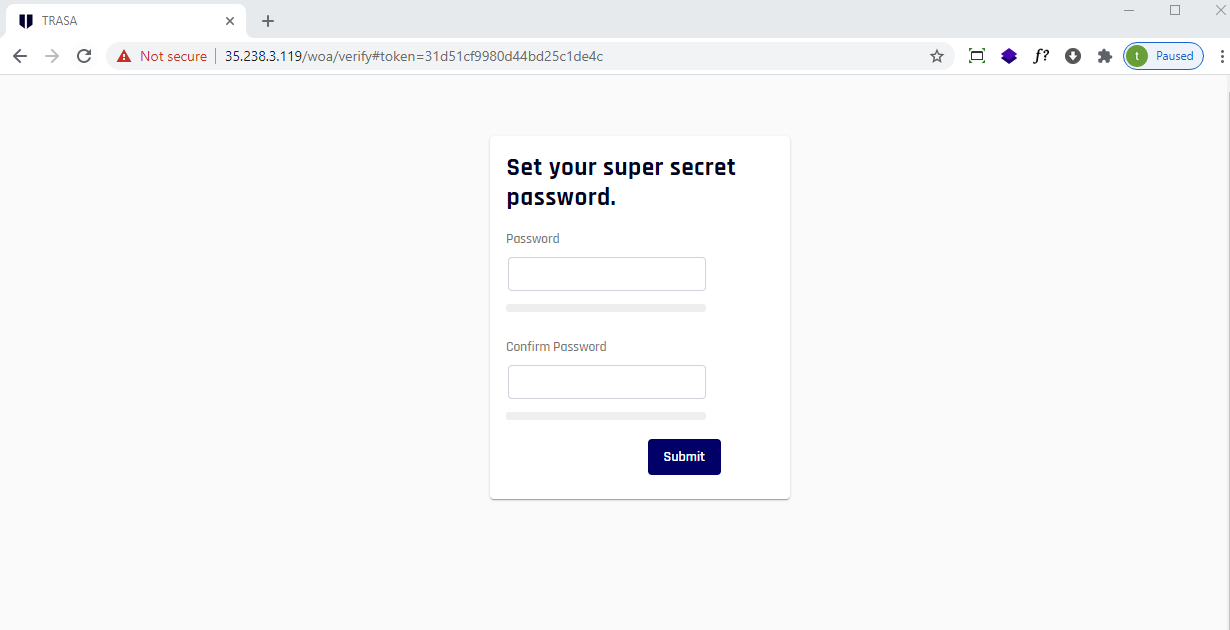 TRASA
Not secure | 35.238.3.119/woa/verify#token=31d51cf9980d44bd25c1de4c
f?
t Paused
Set your super secret
password.
Password
Confirm Password
Submit